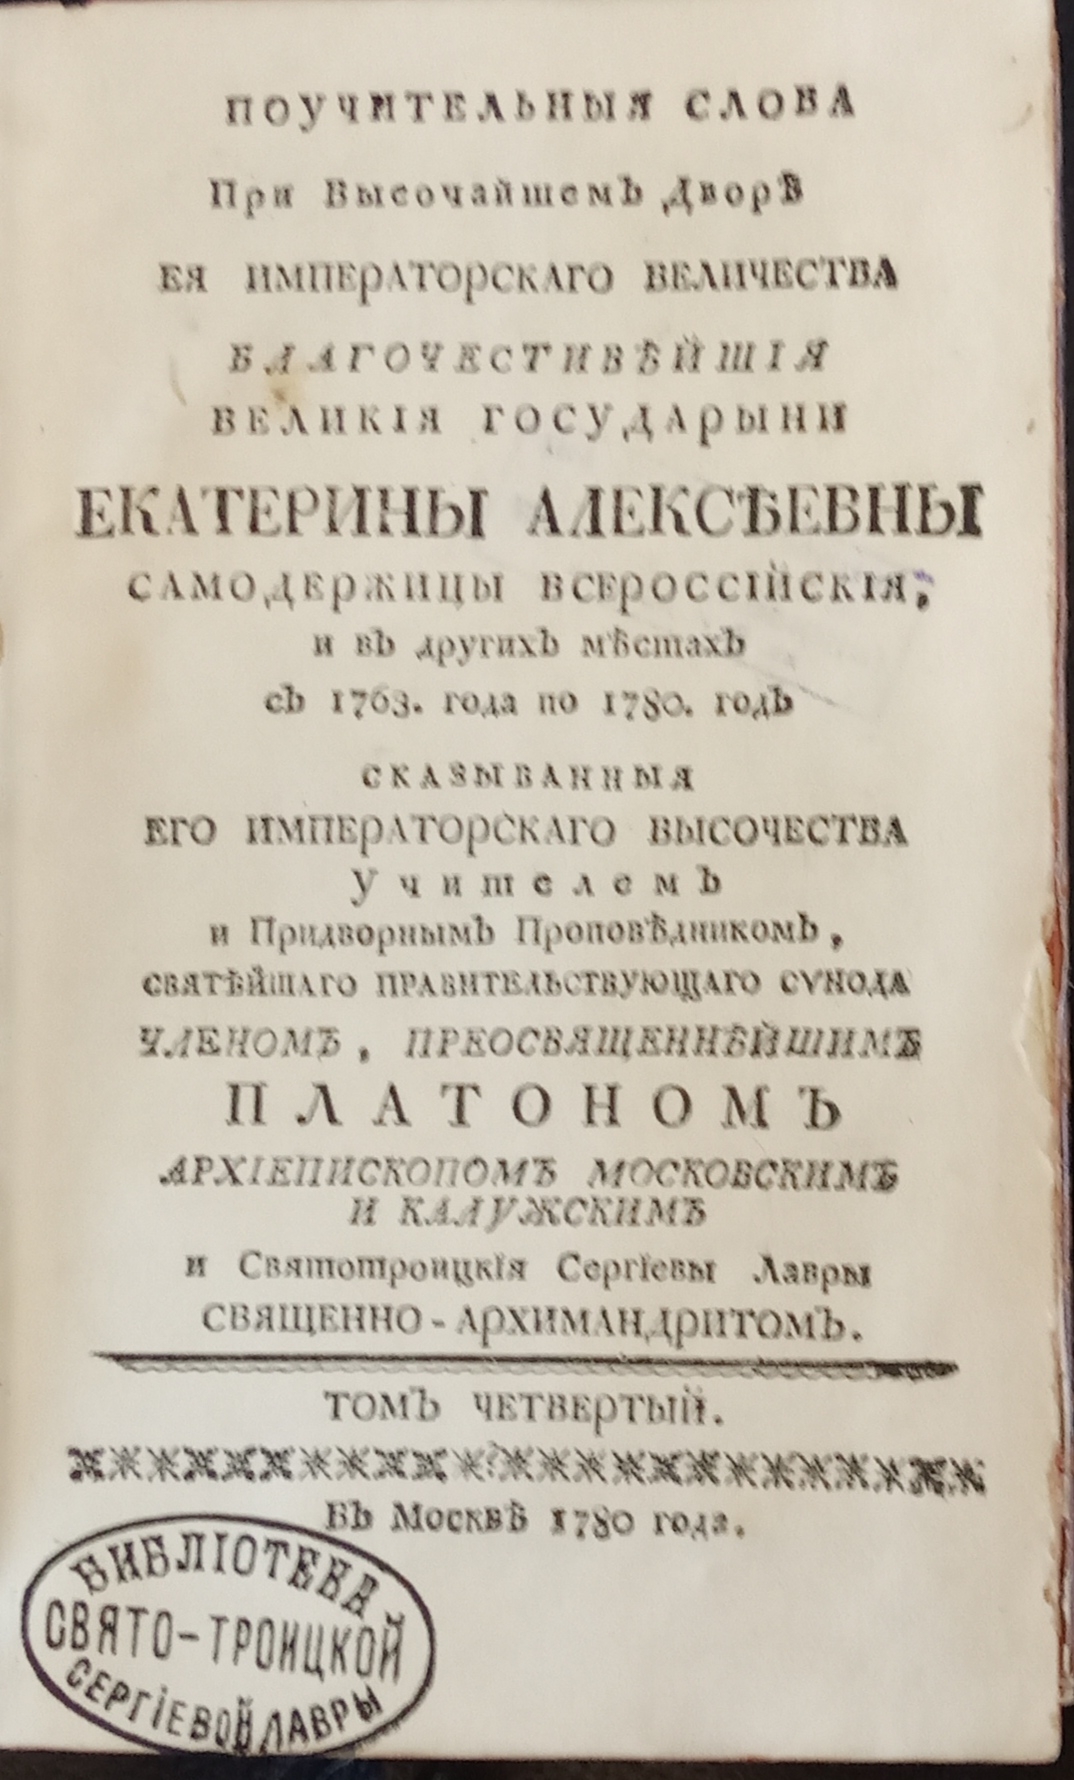 ПОУЧИТЕЛЬНЫЯ СЛОВА
При Высочайшемъ Дворѣ
ЕЯ ИМПЕРАТОРСКАГО ВЕЛИЧЕСТВА
БЛАГОЧЕСТИВѢЙШІЯ
ВЕЛИКІЯ ГОСУДАРЫНИ
ЕКАТЕРИНЫ АЛЕКСѢЕВНЫ
САМОДЕРЖИЦЫ ВСЕРОССІЙСКІЯ,
и въ другихъ мѣстахъ
съ 1763. года по 1780. годъ
СКАЗЫВАННЫЯ
ЕГО ИМПЕРАТОРСКАГО ВЫСОЧЕСТВА
Учителемъ
и Придворнымъ Проповѣдникомъ,
СВЯТѢЙШАГО ПРАВИТЕЛЬСТВУЮЩАГО СѴНОДА
ЧЛЕНОМЪ, ПРЕОСВЯЩЕННѢЙШИМЪ
ПЛАТОНОМЪ
АРХІЕПИСКОПОМЪ МОСКОВСКИМЪ
И КАЛУЖСКИМЪ
и Святотроицкія Сергіевы Лавры
СВЯЩЕННО-АРХИМАНДРИТОМЪ.
ТОМЪ ЧЕТВЕРТЫЙ.
Въ Москвѣ 1780 года.
БИБЛІОТЕКА
СВЯТО-ТРОИЦКОЙ
СЕРГІЕВОЙ ЛАВРЫ